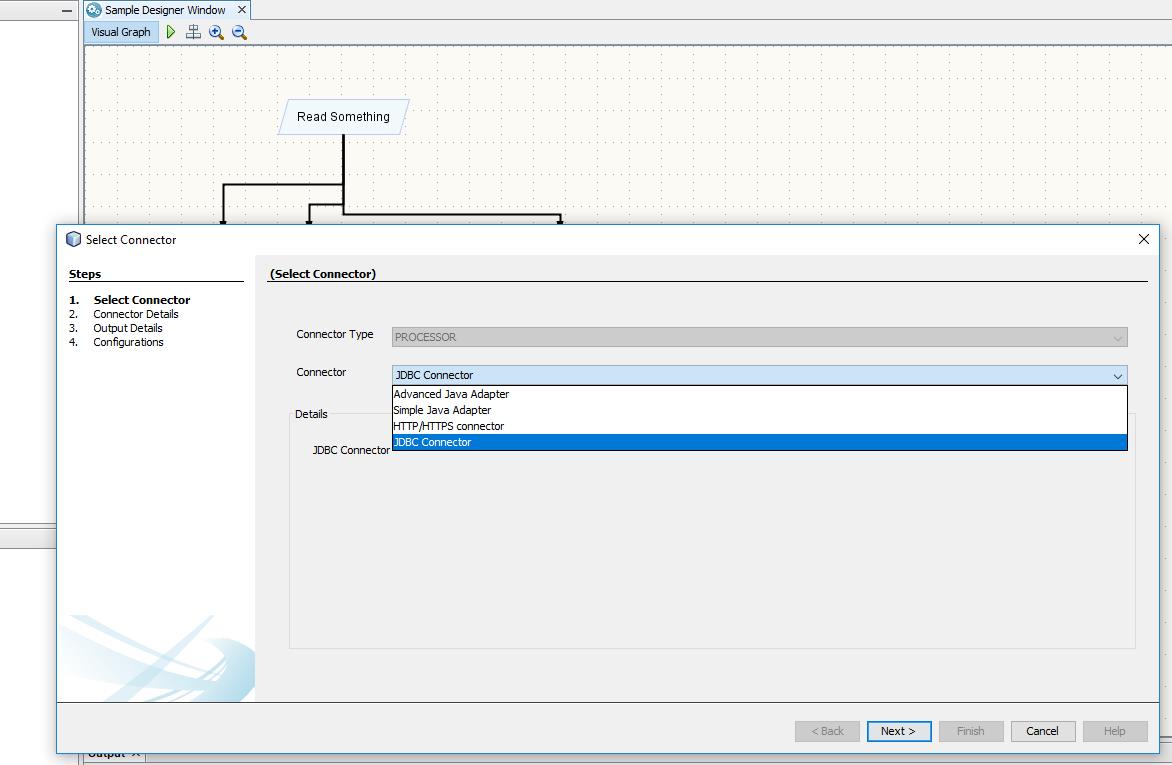 Sample Designer Window
Visual Graph
Read Something
Select Connector
Steps
1. Select Connector
2. Connector Details
3. Output Details
4. Configurations
(Select Connector)
Connector Type PROCESSOR
Connector JDBC Connector
Advanced Java Adapter
Simple Java Adapter
HTTP/HTTPS connector
JDBC Connector
Details
JDBC Connector
< Back Next > Finish Cancel Help
Output